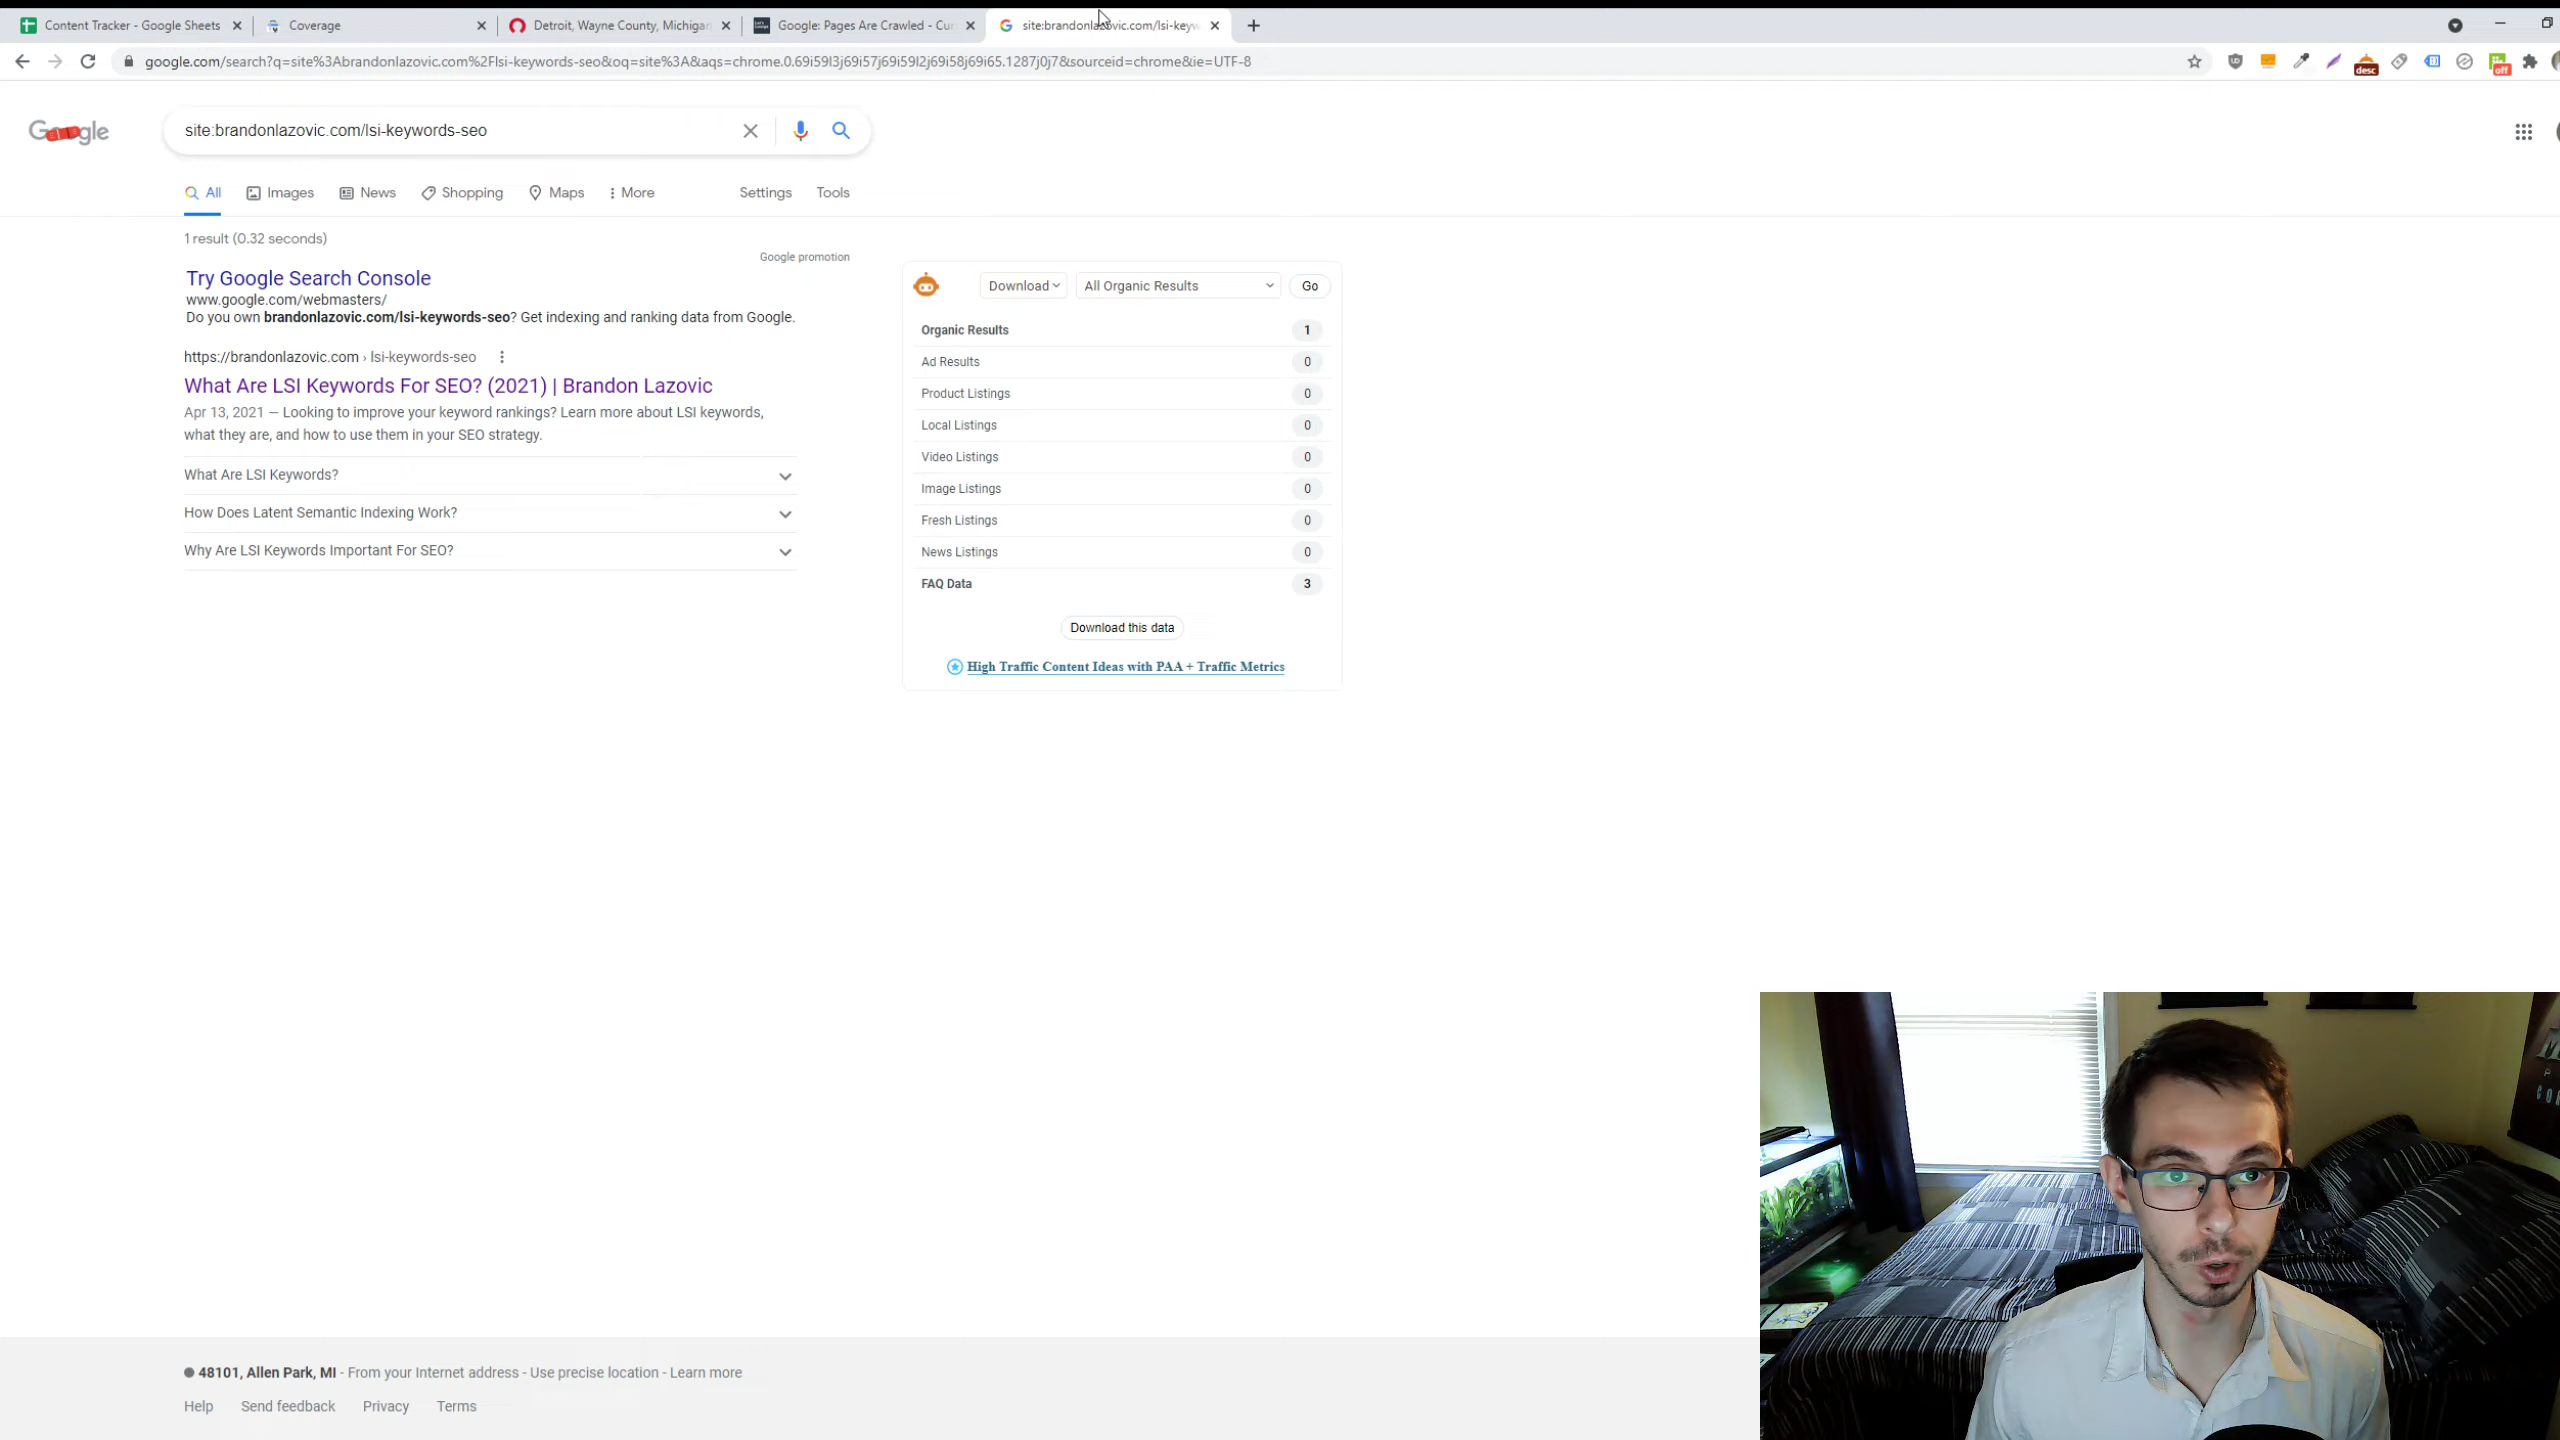 Content Tracker - Google Sheets
Coverage
Detroit, Wayne County, Michigan
Google: Pages Are Crawled - Cur
site:brandonlazovic.com/lsi-keyw
google.com/search?q=site%3Abrandonlazovic.com%2Flsi-keywords-seo&oq=site%3A&aqs=chrome.0.69i59l3j69i57j69i59l2j69i58j69i65.1287j0j7&sourceid=chrome&ie=UTF-8
desc
off
Google
site:brandonlazovic.com/lsi-keywords-seo
All
Images
News
Shopping
Maps
More
Settings
Tools
1 result (0.32 seconds)
Google promotion
Try Google Search Console
www.google.com/webmasters/
Do you own brandonlazovic.com/lsi-keywords-seo? Get indexing and ranking data from Google.
https://brandonlazovic.com › lsi-keywords-seo
What Are LSI Keywords For SEO? (2021) | Brandon Lazovic
Apr 13, 2021 — Looking to improve your keyword rankings? Learn more about LSI keywords,
what they are, and how to use them in your SEO strategy.
What Are LSI Keywords?
How Does Latent Semantic Indexing Work?
Why Are LSI Keywords Important For SEO?
Download
All Organic Results
Go
Organic Results 1
Ad Results 0
Product Listings 0
Local Listings 0
Video Listings 0
Image Listings 0
Fresh Listings 0
News Listings 0
FAQ Data 3
Download this data
High Traffic Content Ideas with PAA + Traffic Metrics
48101, Allen Park, MI - From your Internet address - Use precise location - Learn more
Help
Send feedback
Privacy
Terms